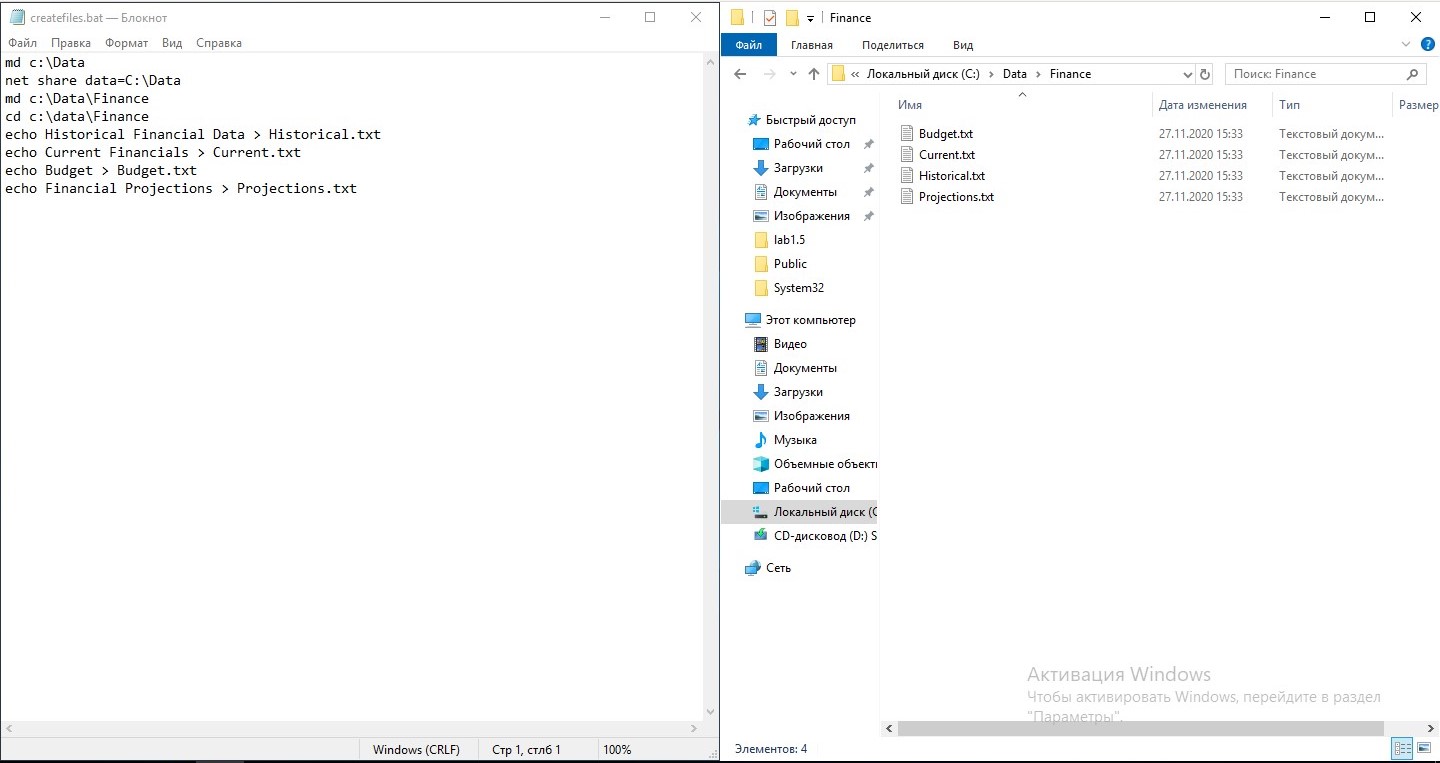 createfiles.bat — Блокнот
Файл Правка Формат Вид Справка
md c:\Data
net share data=C:\Data
md c:\Data\Finance
cd c:\data\Finance
echo Historical Financial Data > Historical.txt
echo Current Financials > Current.txt
echo Budget > Budget.txt
echo Financial Projections > Projections.txt
Windows (CRLF) Стр 1, стлб 1 100%
Finance
Файл Главная Поделиться Вид
« Локальный диск (C:) > Data > Finance
Поиск: Finance
Быстрый доступ
Рабочий стол
Загрузки
Документы
Изображения
lab1.5
Public
System32
Этот компьютер
Видео
Документы
Загрузки
Изображения
Музыка
Объемные объект
Рабочий стол
Локальный диск (C
CD-дисковод (D:) S
Сеть
Имя Дата изменения Тип Размер
Budget.txt 27.11.2020 15:33 Текстовый докум...
Current.txt 27.11.2020 15:33 Текстовый докум...
Historical.txt 27.11.2020 15:33 Текстовый докум...
Projections.txt 27.11.2020 15:33 Текстовый докум...
Активация Windows
Чтобы активировать Windows, перейдите в раздел
"Параметры".
Элементов: 4